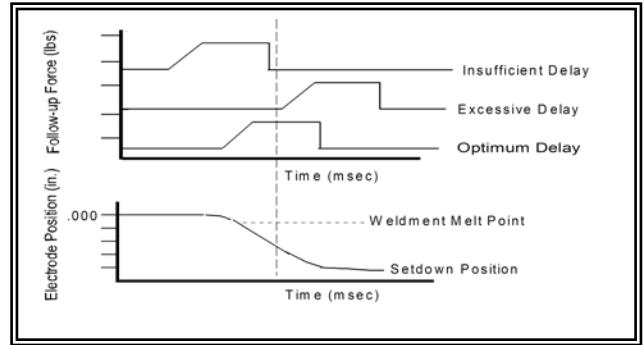 Follow-up Force (lbs)
Insufficient Delay
Excessive Delay
Optimum Delay
Time (msec)
Electrode Position (in.)
.000
Weldment Melt Point
Setdown Position
Time (msec)